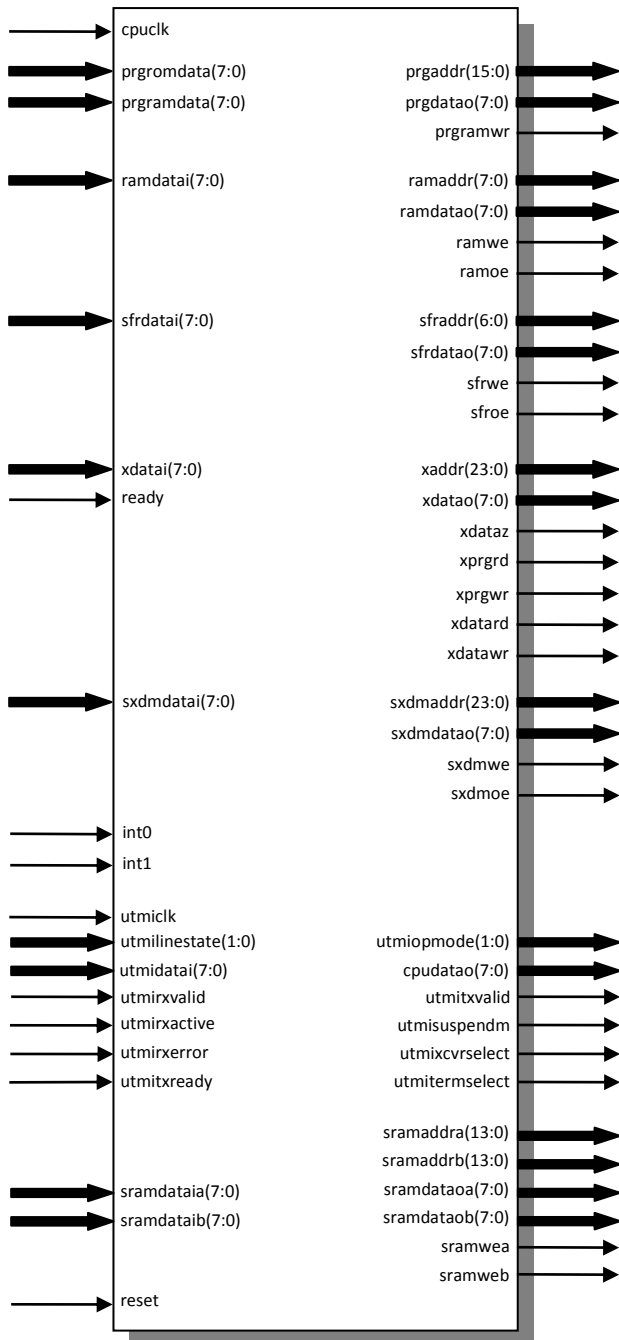 cpuclk
prgromdata(7:0) prgaddr(15:0)
prgramdata(7:0) prgdatao(7:0)
prgramwr
ramdatai(7:0) ramaddr(7:0)
ramdatao(7:0)
ramwe
ramoe
sfrdatai(7:0) sfraddr(6:0)
sfrdatao(7:0)
sfrwe
sfroe
xdatai(7:0) xaddr(23:0)
ready xdatao(7:0)
xdataz
xprgrd
xprgwr
xdatard
xdatawr
sxdmdatai(7:0) sxdmaddr(23:0)
sxdmdatao(7:0)
sxdmwe
sxdmoe
int0
int1
utmiclk
utmilinestate(1:0) utmiopmode(1:0)
utmidatai(7:0) cpudatao(7:0)
utmirxvalid utmitxvalid
utmirxactive utmisuspendm
utmirxerror utmixcvrselect
utmitxready utmitermselect
sramaddra(13:0)
sramaddrb(13:0)
sramdataia(7:0) sramdataoa(7:0)
sramdataib(7:0) sramdataob(7:0)
sramwea
sramweb
reset